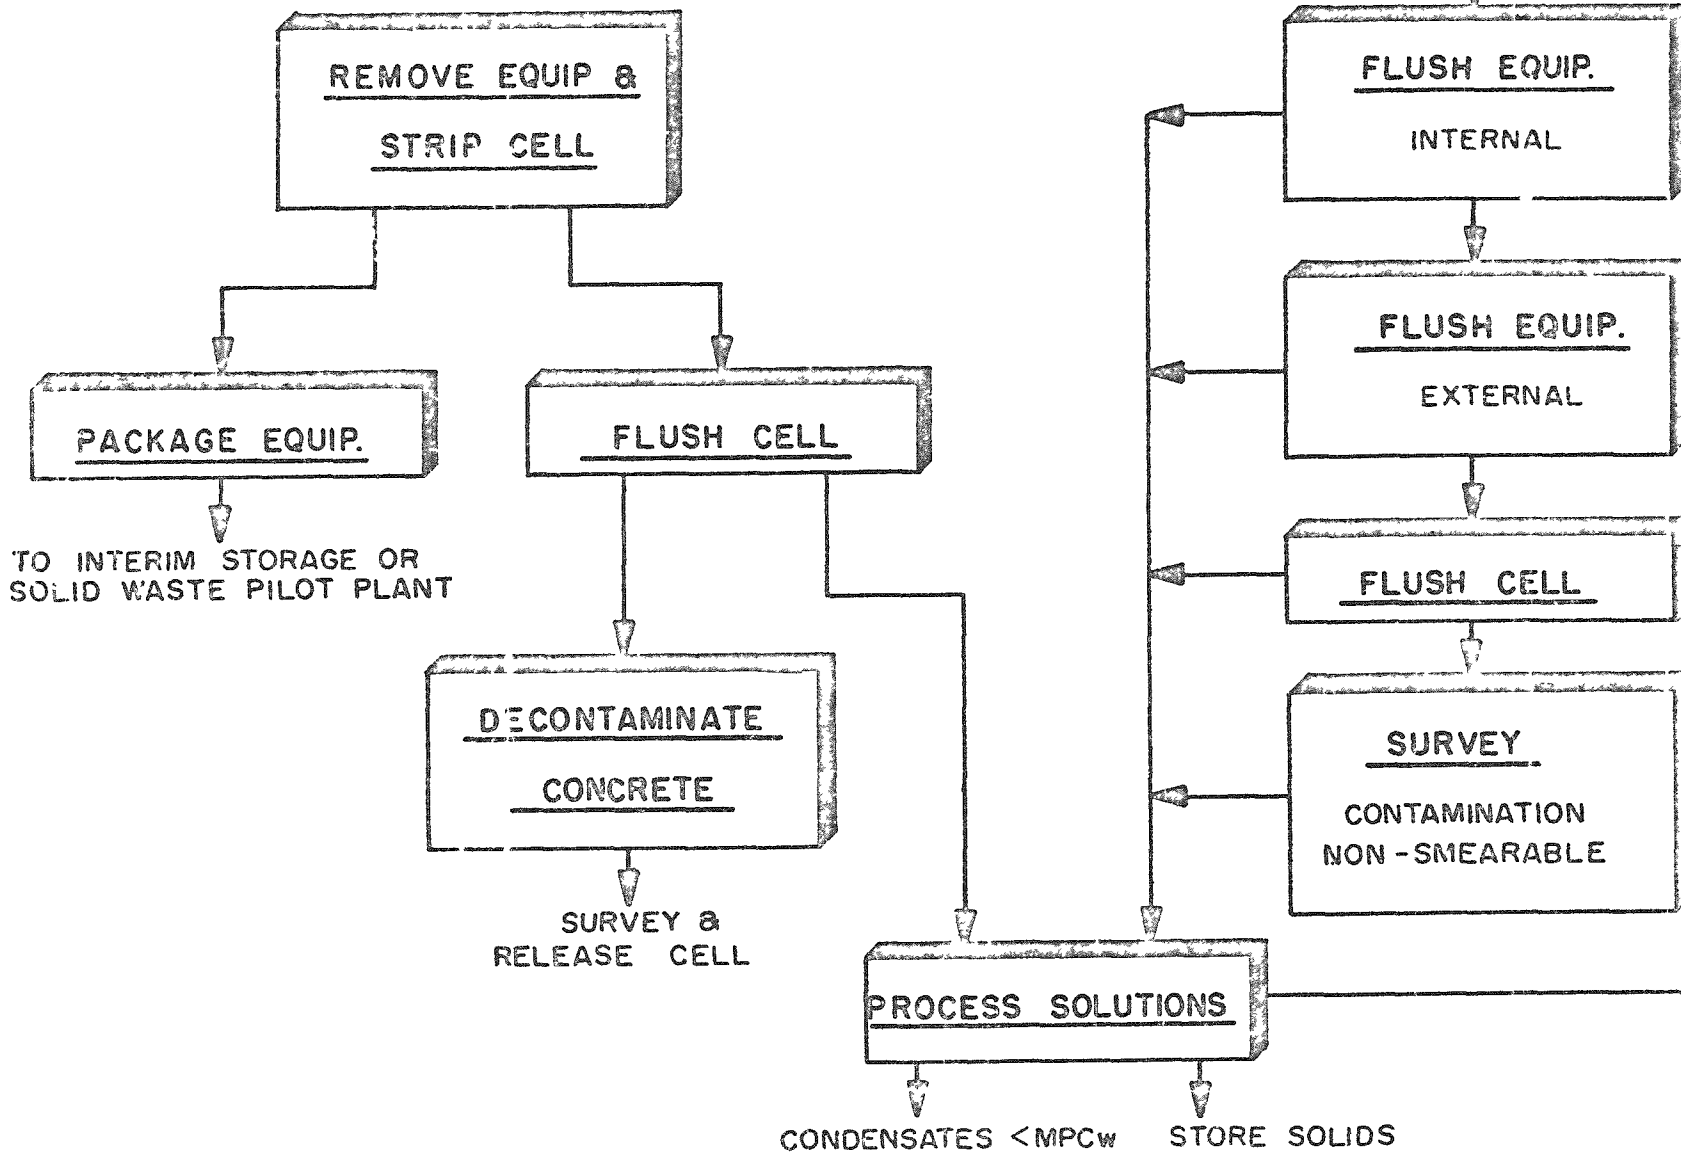 REMOVE EQUIP &
STRIP CELL
PACKAGE EQUIP.
TO INTERIM STORAGE OR
SOLID WASTE PILOT PLANT
FLUSH CELL
DECONTAMINATE
CONCRETE
SURVEY &
RELEASE CELL
FLUSH EQUIP.
INTERNAL
FLUSH EQUIP.
EXTERNAL
FLUSH CELL
SURVEY
CONTAMINATION
NON-SMEARABLE
PROCESS SOLUTIONS
CONDENSATES <MPCw
STORE SOLIDS